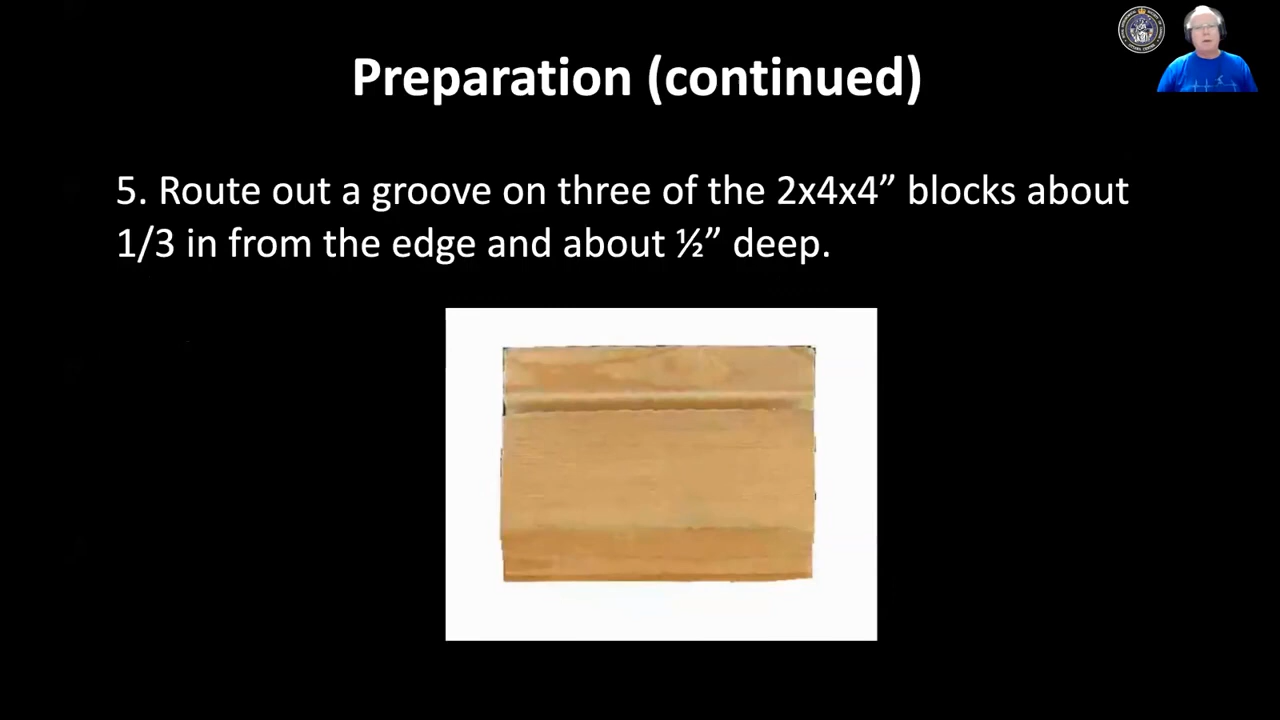 Preparation (continued)
5. Route out a groove on three of the 2x4x4” blocks about
1/3 in from the edge and about ½” deep.